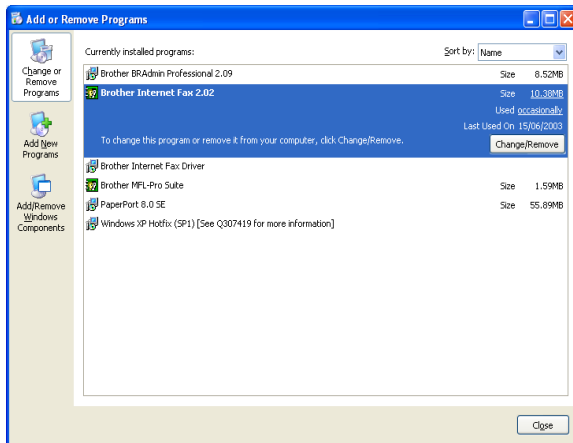 Add or Remove Programs
Change or
Remove
Programs
Add New
Programs
Add/Remove
Windows
Components
Currently installed programs:
Sort by: Name
Brother BRAdmin Professional 2.09 Size 8.52MB
Brother Internet Fax 2.02 Size 10.38MB
Used occasionally
Last Used On 15/06/2003
To change this program or remove it from your computer, click Change/Remove. Change/Remove
Brother Internet Fax Driver
Brother MFL-Pro Suite Size 1.59MB
PaperPort 8.0 SE Size 55.89MB
Windows XP Hotfix (SP1) [See Q307419 for more information]
Close